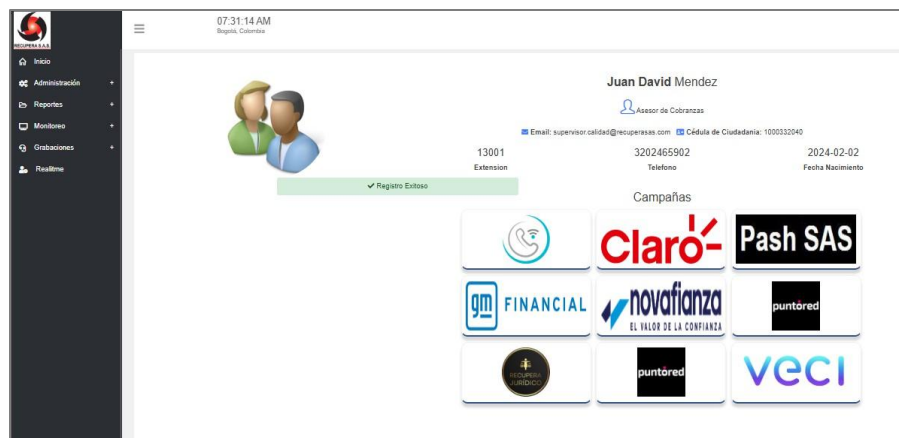 RECUPERA S.A.S.
07:31:14 AM
Bogotá, Colombia
Inicio
Administración +
Reportes +
Monitoreo +
Grabaciones +
Realtime
Juan David Mendez
Asesor de Cobranzas
Email: supervisor.calidad@recuperasas.com Cédula de Ciudadania: 1000332040
13001 3202465902 2024-02-02
Extension Telefono Fecha Nacimiento
✔ Registro Exitoso
Campañas
Claro
Pash SAS
gm FINANCIAL
novafianza
EL VALOR DE LA CONFIANZA
puntored
RECUPERA
JURÍDICO
puntored
veci